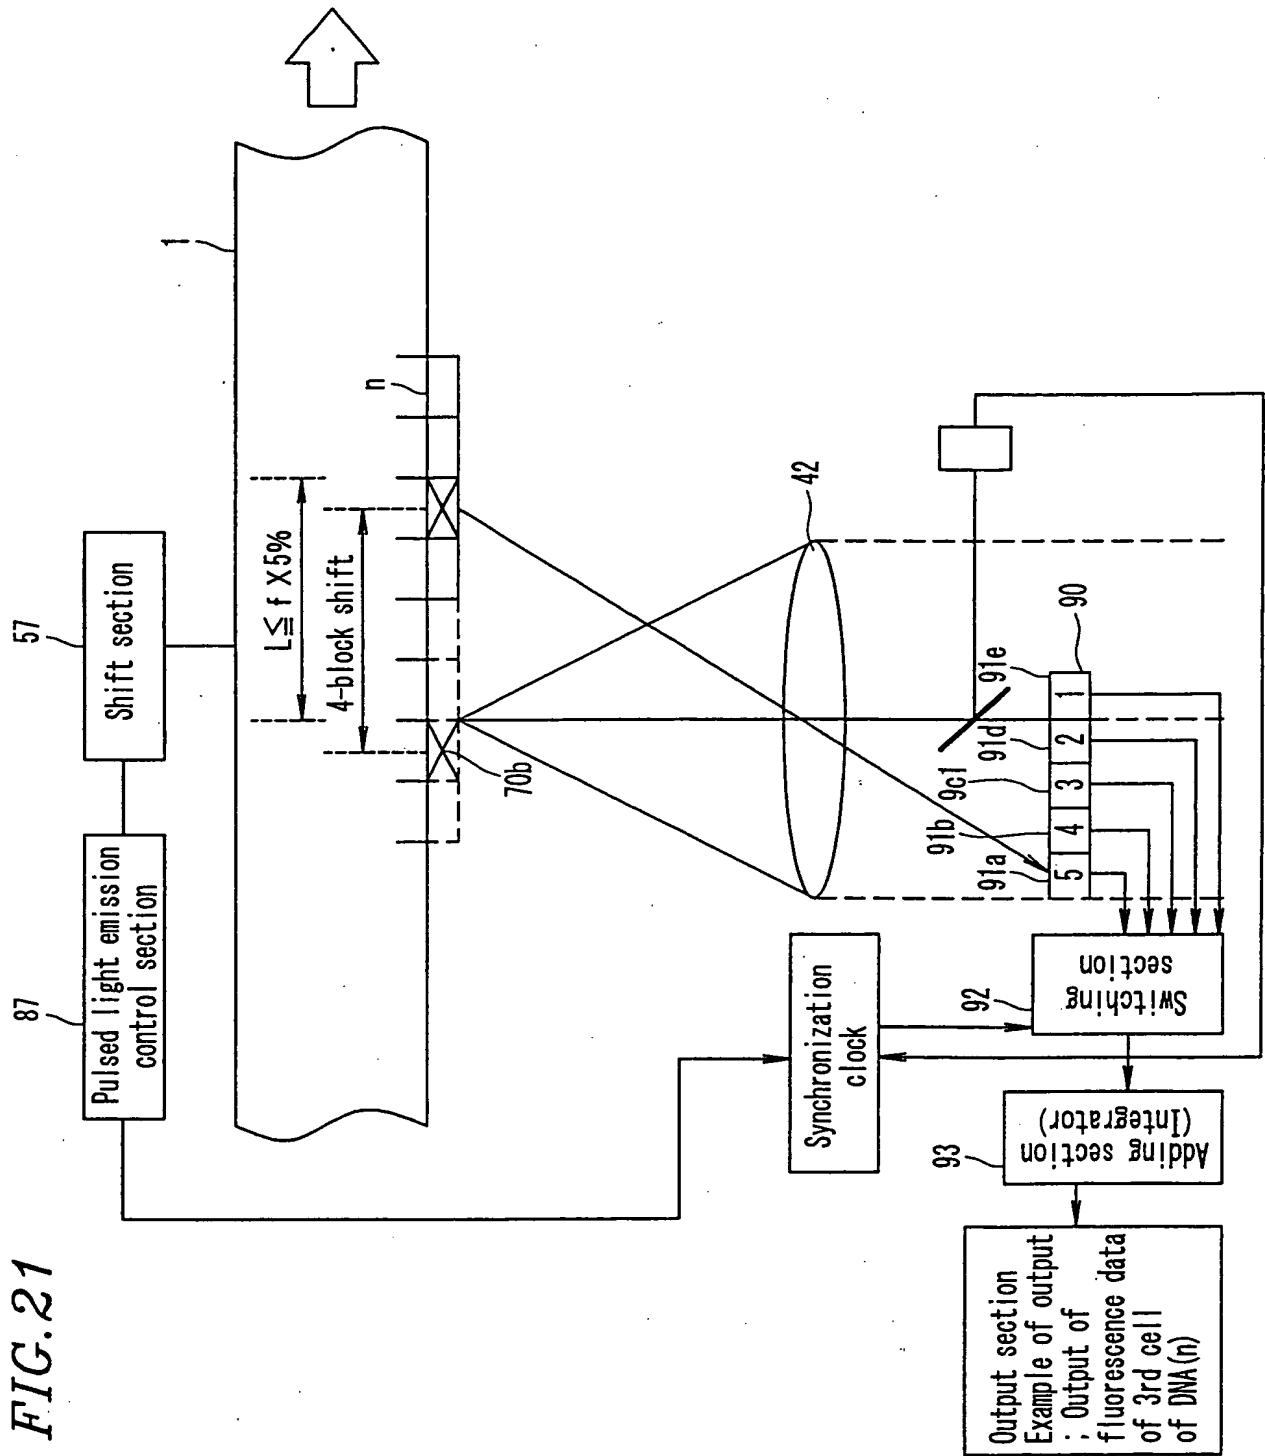 FIG.21
87
Pulsed light emission
control section
57
Shift section
1
L≦f×5%
4-block shift
n
70b
42
Synchronization
clock
91a
91b
9c1
91d
91e
90
5
4
3
2
1
92
Switching
section
93
Adding section
(Integrator)
Output section
Example of output
; Output of
fluorescence data
of 3rd cell
of DNA(n)